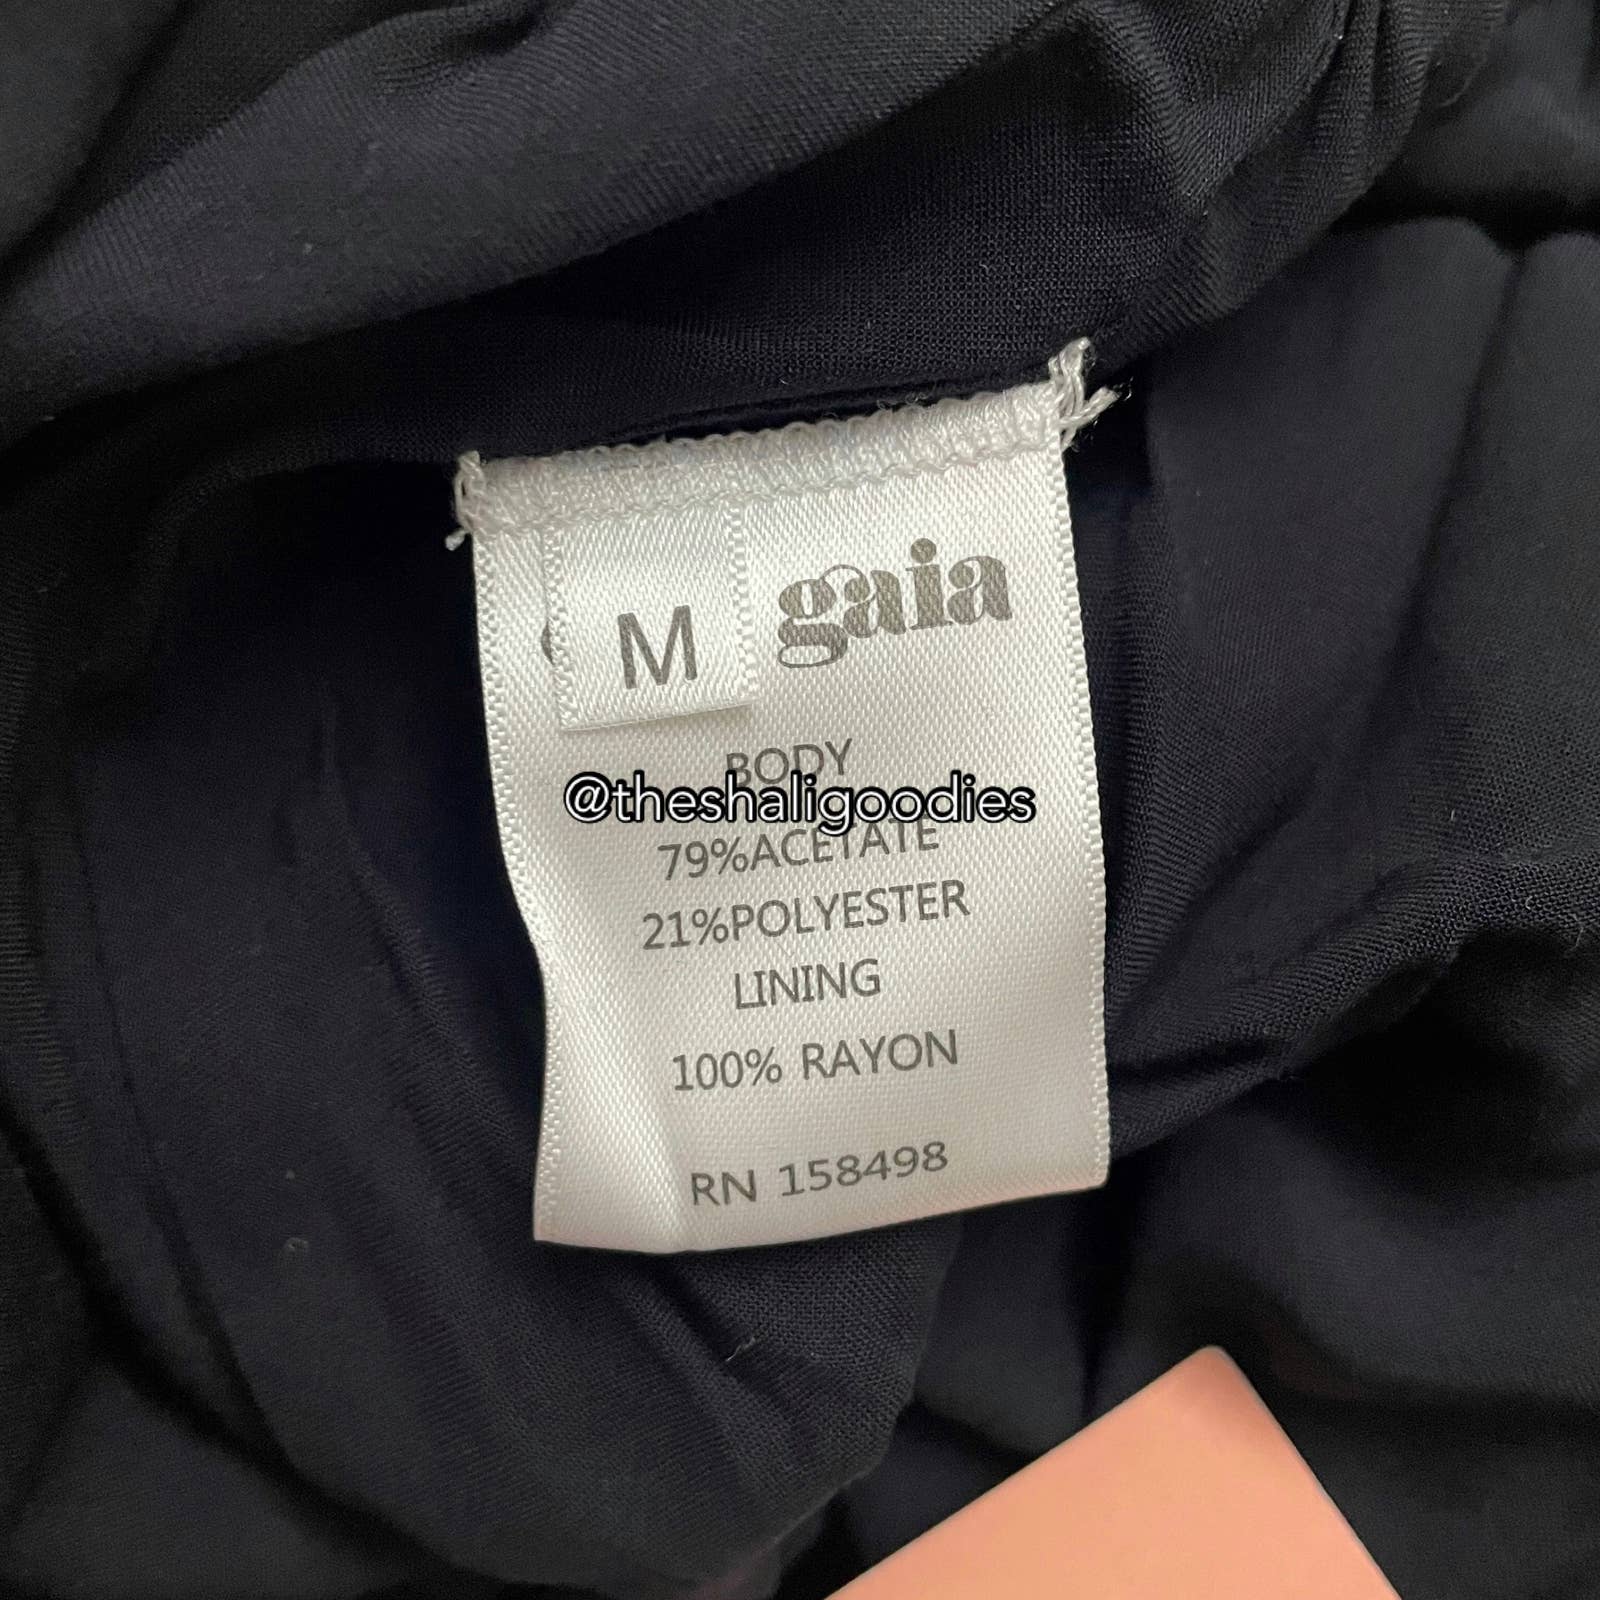 M
gaia
BODY
@theshaligoodies
79%ACETATE
21%POLYESTER
LINING
100% RAYON
RN 158498